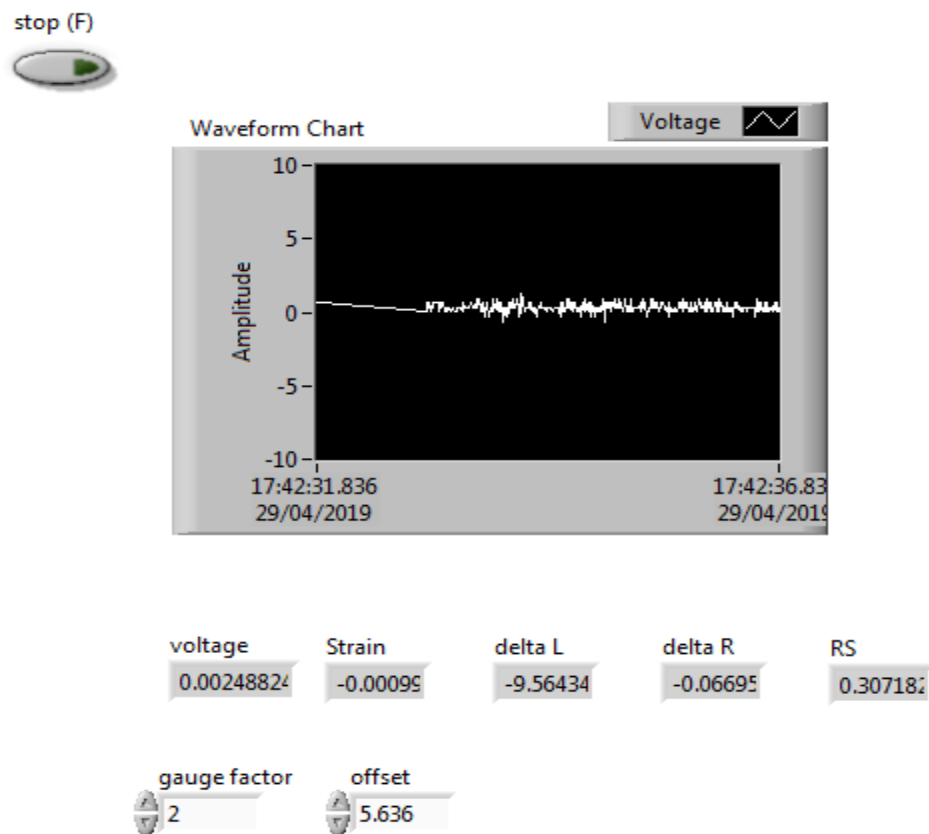 stop (F)
Waveform Chart
Voltage
10
5
0
-5
-10
Amplitude
17:42:31.836
29/04/2019
17:42:36.83
29/04/2019
voltage
Strain
delta L
delta R
RS
0.00248824
-0.00099
-9.56434
-0.06695
0.307182
gauge factor
offset
2
5.636